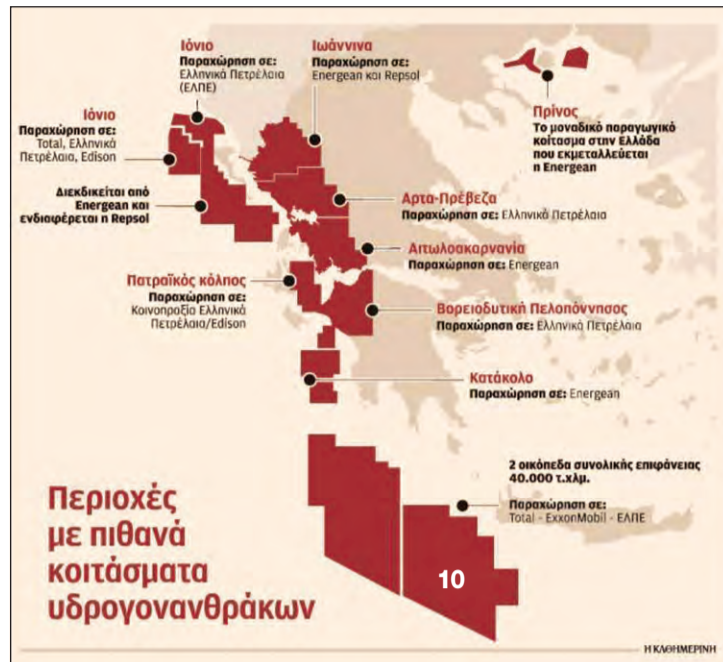 Ιόνιο
Παραχώρηση σε:
Ελληνικά Πετρέλαια
(ΕΛΠΕ)
Ιωάννινα
Παραχώρηση σε:
Energean και Repsol
Πρίνος
Το μοναδικό παραγωγικό
κοίτασμα στην Ελλάδα
που εκμεταλλεύεται
η Energean
Ιόνιο
Παραχώρηση σε:
Total, Ελληνικά
Πετρέλαια, Edison
Διεκδικείται από
Energean και
ενδιαφέρεται η Repsol
Αρτα-Πρέβεζα
Παραχώρηση σε: Ελληνικά Πετρέλαια
Αιτωλοακαρνανία
Παραχώρηση σε: Energean
Πατραϊκός κόλπος
Παραχώρηση σε:
Κοινοπραξία Ελληνικά
Πετρέλαια/Edison
Βορειοδυτική Πελοπόννησος
Παραχώρηση σε: Ελληνικά Πετρέλαια
Κατάκολο
Παραχώρηση σε: Energean
2 οικόπεδα συνολικής επιφάνειας
40.000 τ.χλμ.
Παραχώρηση σε:
Total - ExxonMobil - ΕΛΠΕ
Περιοχές
με πιθανά
κοιτάσματα
υδρογονανθράκων
10
Η ΚΑΘΗΜΕΡΙΝΗ